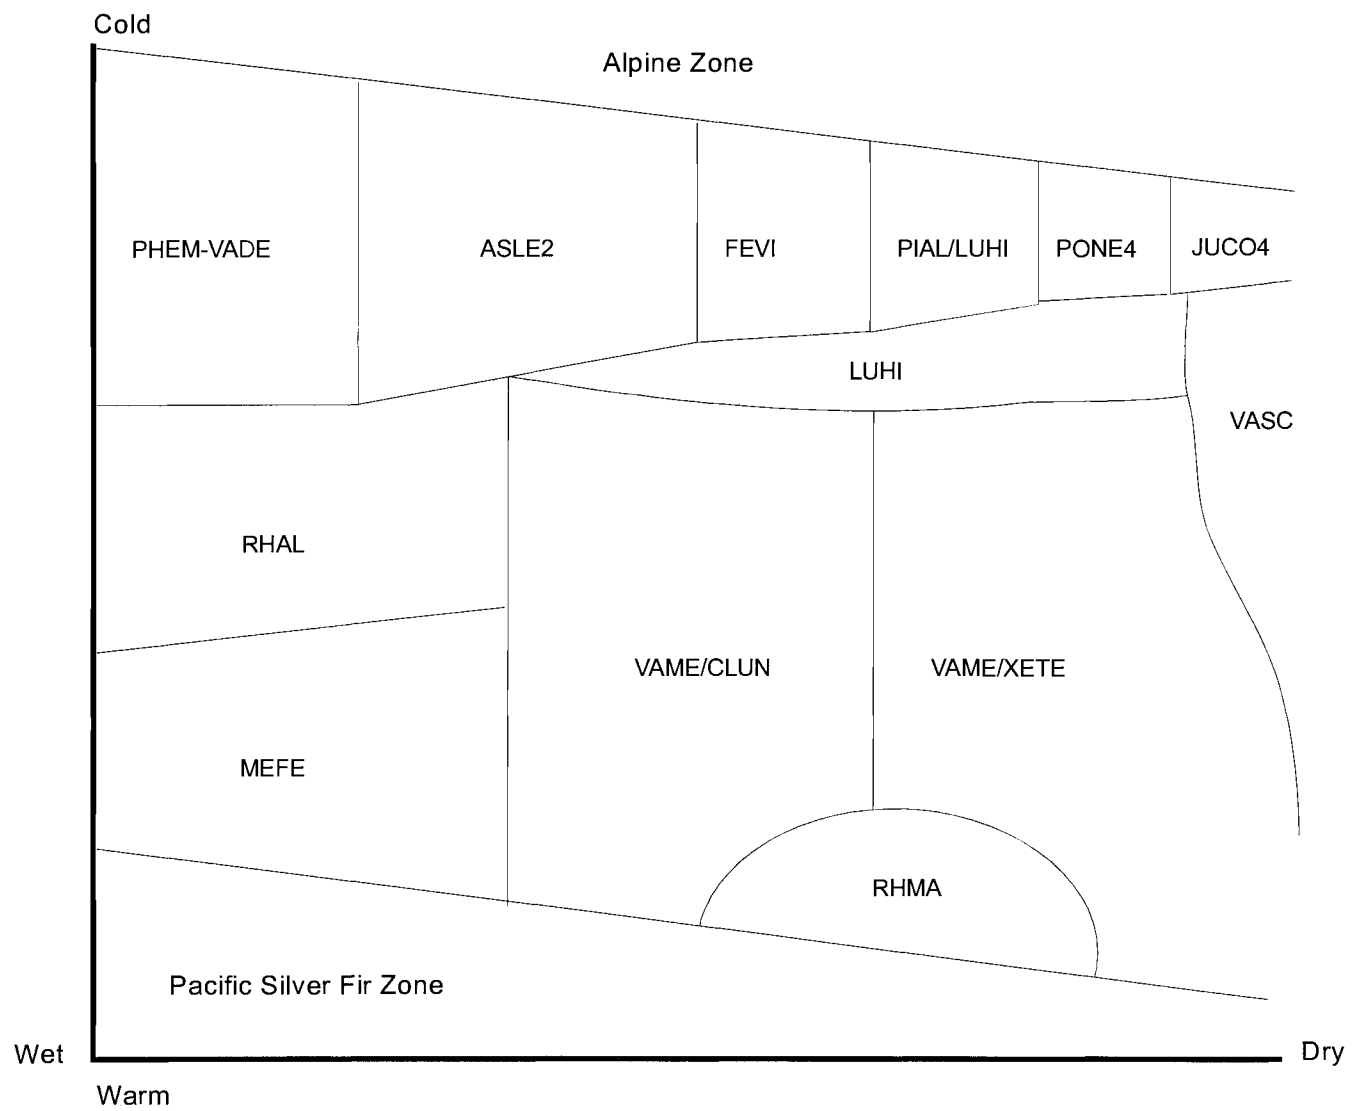 Cold
Alpine Zone
PHEM-VADE
ASLE2
FEVI
PIAL/LUHI
PONE4
JUCO4
LUHI
VASC
RHAL
VAME/CLUN
VAME/XETE
MEFE
RHMA
Pacific Silver Fir Zone
Wet
Dry
Warm